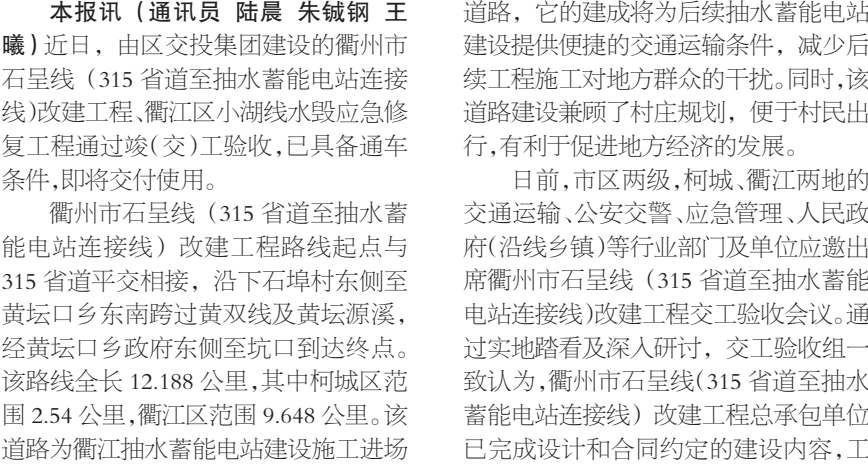 本报讯（通讯员 陆晨 朱铖钢 王
曦）近日，由区交投集团建设的衢州市
石呈线（315 省道至抽水蓄能电站连接
线）改建工程、衢江区小湖线水毁应急修
复工程通过竣（交）工验收，已具备通车
条件，即将交付使用。
衢州市石呈线（315 省道至抽水蓄
能电站连接线）改建工程路线起点与
315 省道平交相接，沿下石埠村东侧至
黄坛口乡东南跨过黄双线及黄坛源溪，
经黄坛口乡政府东侧至坑口到达终点。
该路线全长 12.188 公里，其中柯城区范
围 2.54 公里，衢江区范围 9.648 公里。该
道路为衢江抽水蓄能电站建设施工进场
道路，它的建成将为后续抽水蓄能电站
建设提供便捷的交通运输条件，减少后
续工程施工对地方群众的干扰。同时，该
道路建设兼顾了村庄规划，便于村民出
行，有利于促进地方经济的发展。
日前，市区两级，柯城、衢江两地的
交通运输、公安交警、应急管理、人民政
府（沿线乡镇）等行业部门及单位应邀出
席衢州市石呈线（315 省道至抽水蓄能
电站连接线）改建工程交工验收会议。通
过实地踏看及深入研讨，交工验收组一
致认为，衢州市石呈线（315 省道至抽水
蓄能电站连接线）改建工程总承包单位
已完成设计和合同约定的建设内容，工